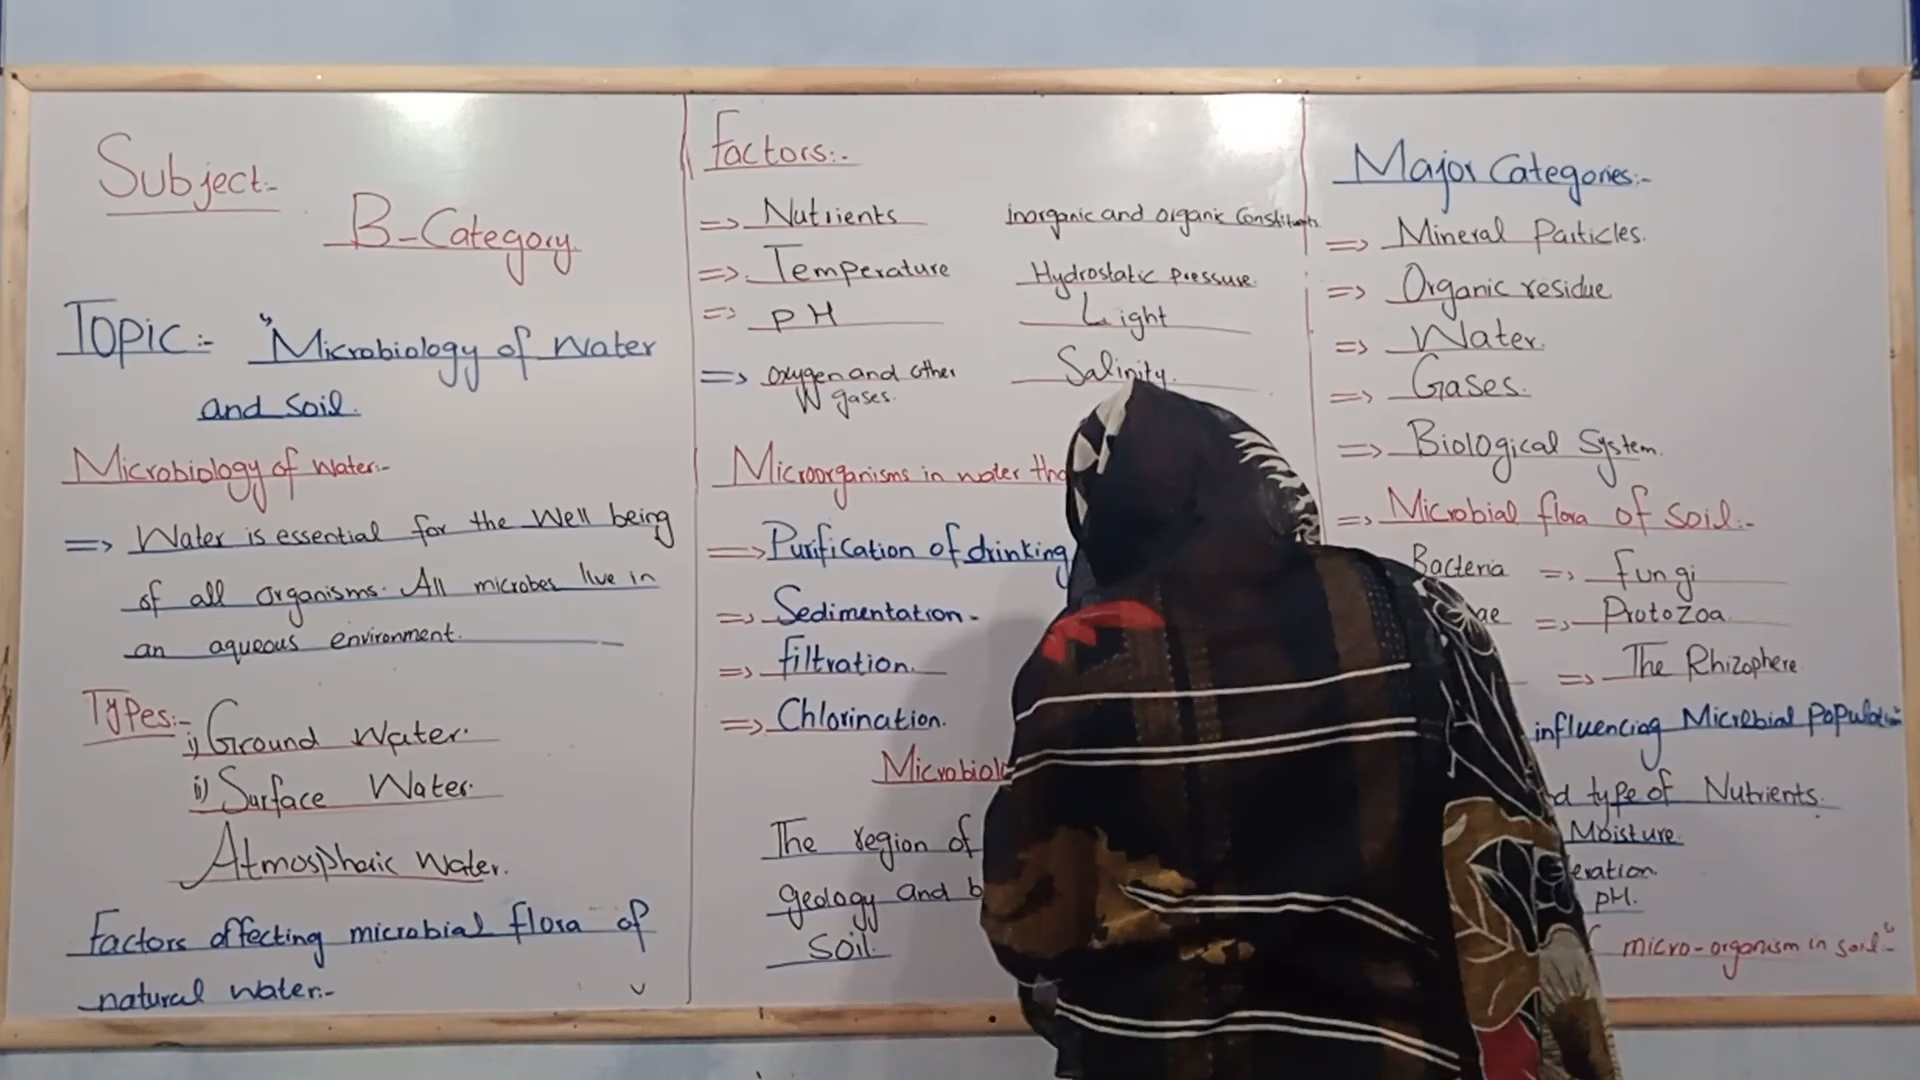 Subject:-
B-Category.
Topic:- "Microbiology of Water
and Soil.
Microbiology of Water:-
=> Water is essential for the Well being
of all organisms. All microbes live in
an aqueous environment.
Types:-
i) Ground Water.
ii) Surface Water.
Atmospharic Water.
Factors affecting microbial flora of
natural water:-
Factors:-
=> Nutrients
inorganic and organic
=> Temperature
Hydrostatic pressure.
=> pH
Light
=> oxygen and other
gases.
Salinity.
Microorganisms in water
=> Purification of drinking
=> Sedimentation-
=> filtration.
=> Chlorination.
The region of
geology and
Soil.
Major Categories:-
=> Mineral Particles.
=> Organic residue
=> Water.
=> Gases.
=> Biological System.
=> Microbial flora of Soil:-
Bacteria => Fungi
=> Protozoa.
=> The Rhizophere
influencing Microbial
type of Nutrients.
Moisture.
pH.
micro-organism in soil-"